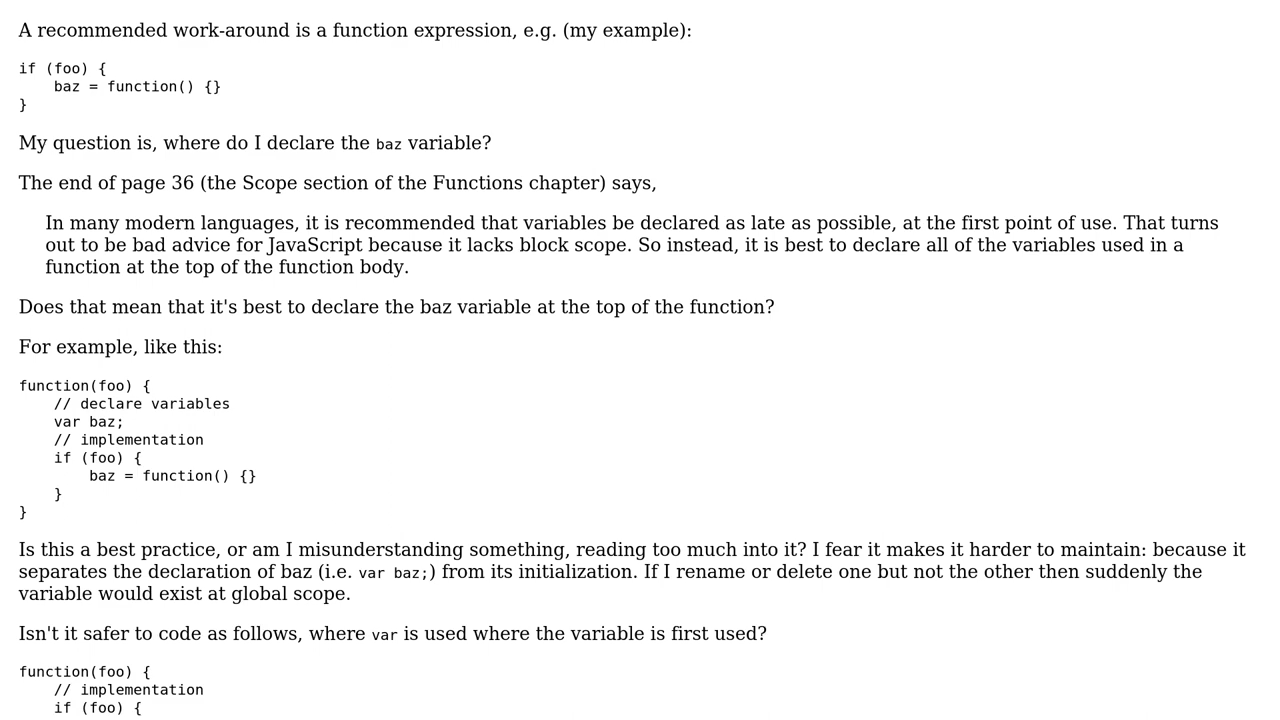 A recommended work-around is a function expression, e.g. (my example):
if (foo) {
    baz = function() {}
}
My question is, where do I declare the baz variable?
The end of page 36 (the Scope section of the Functions chapter) says,
In many modern languages, it is recommended that variables be declared as late as possible, at the first point of use. That turns
out to be bad advice for JavaScript because it lacks block scope. So instead, it is best to declare all of the variables used in a
function at the top of the function body.
Does that mean that it's best to declare the baz variable at the top of the function?
For example, like this:
function(foo) {
    // declare variables
    var baz;
    // implementation
    if (foo) {
        baz = function() {}
    }
}
Is this a best practice, or am I misunderstanding something, reading too much into it? I fear it makes it harder to maintain: because it
separates the declaration of baz (i.e. var baz;) from its initialization. If I rename or delete one but not the other then suddenly the
variable would exist at global scope.
Isn't it safer to code as follows, where var is used where the variable is first used?
function(foo) {
    // implementation
    if (foo) {